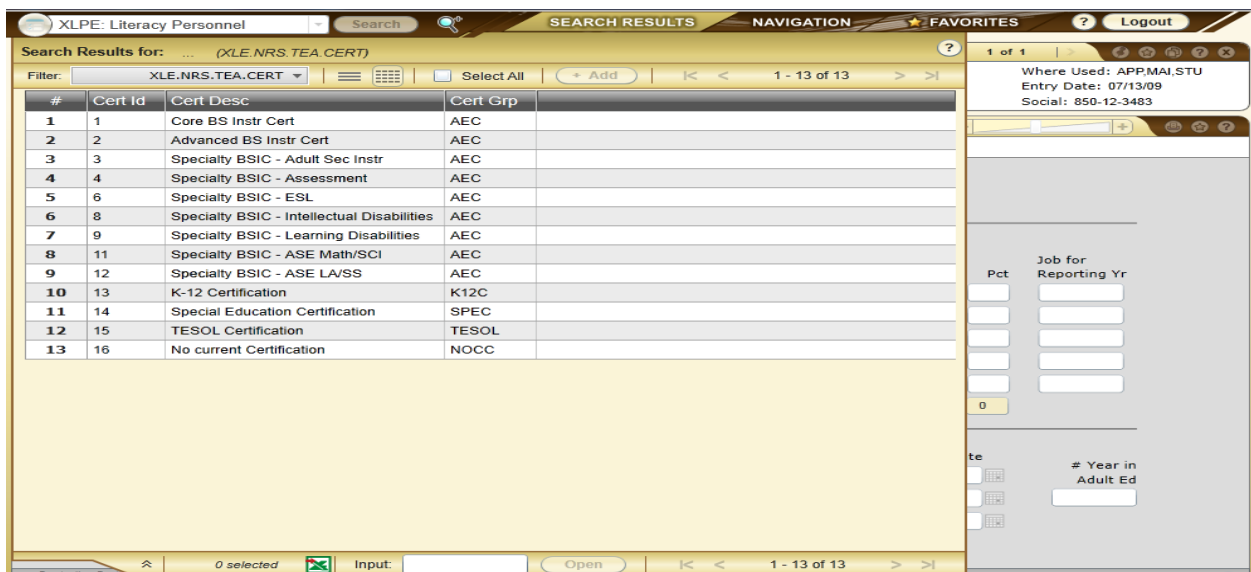 XLPE: Literacy Personnel Search SEARCH RESULTS NAVIGATION FAVORITES ? Logout
Search Results for: ... (XLE.NRS.TEA.CERT) ? 1 of 1
Filter: XLE.NRS.TEA.CERT Select All + Add 1 - 13 of 13
Where Used: APP,MAI,STU
Entry Date: 07/13/09
Social: 850-12-3483
# Cert Id Cert Desc Cert Grp
1 1 Core BS Instr Cert AEC
2 2 Advanced BS Instr Cert AEC
3 3 Specialty BSIC - Adult Sec Instr AEC
4 4 Specialty BSIC - Assessment AEC
5 6 Specialty BSIC - ESL AEC
6 8 Specialty BSIC - Intellectual Disabilities AEC
7 9 Specialty BSIC - Learning Disabilities AEC
8 11 Specialty BSIC - ASE Math/SCI AEC
9 12 Specialty BSIC - ASE LA/SS AEC
10 13 K-12 Certification K12C
11 14 Special Education Certification SPEC
12 15 TESOL Certification TESOL
13 16 No current Certification NOCC
Job for
Pct Reporting Yr
0
te
# Year in
Adult Ed
0 selected Input: Open 1 - 13 of 13